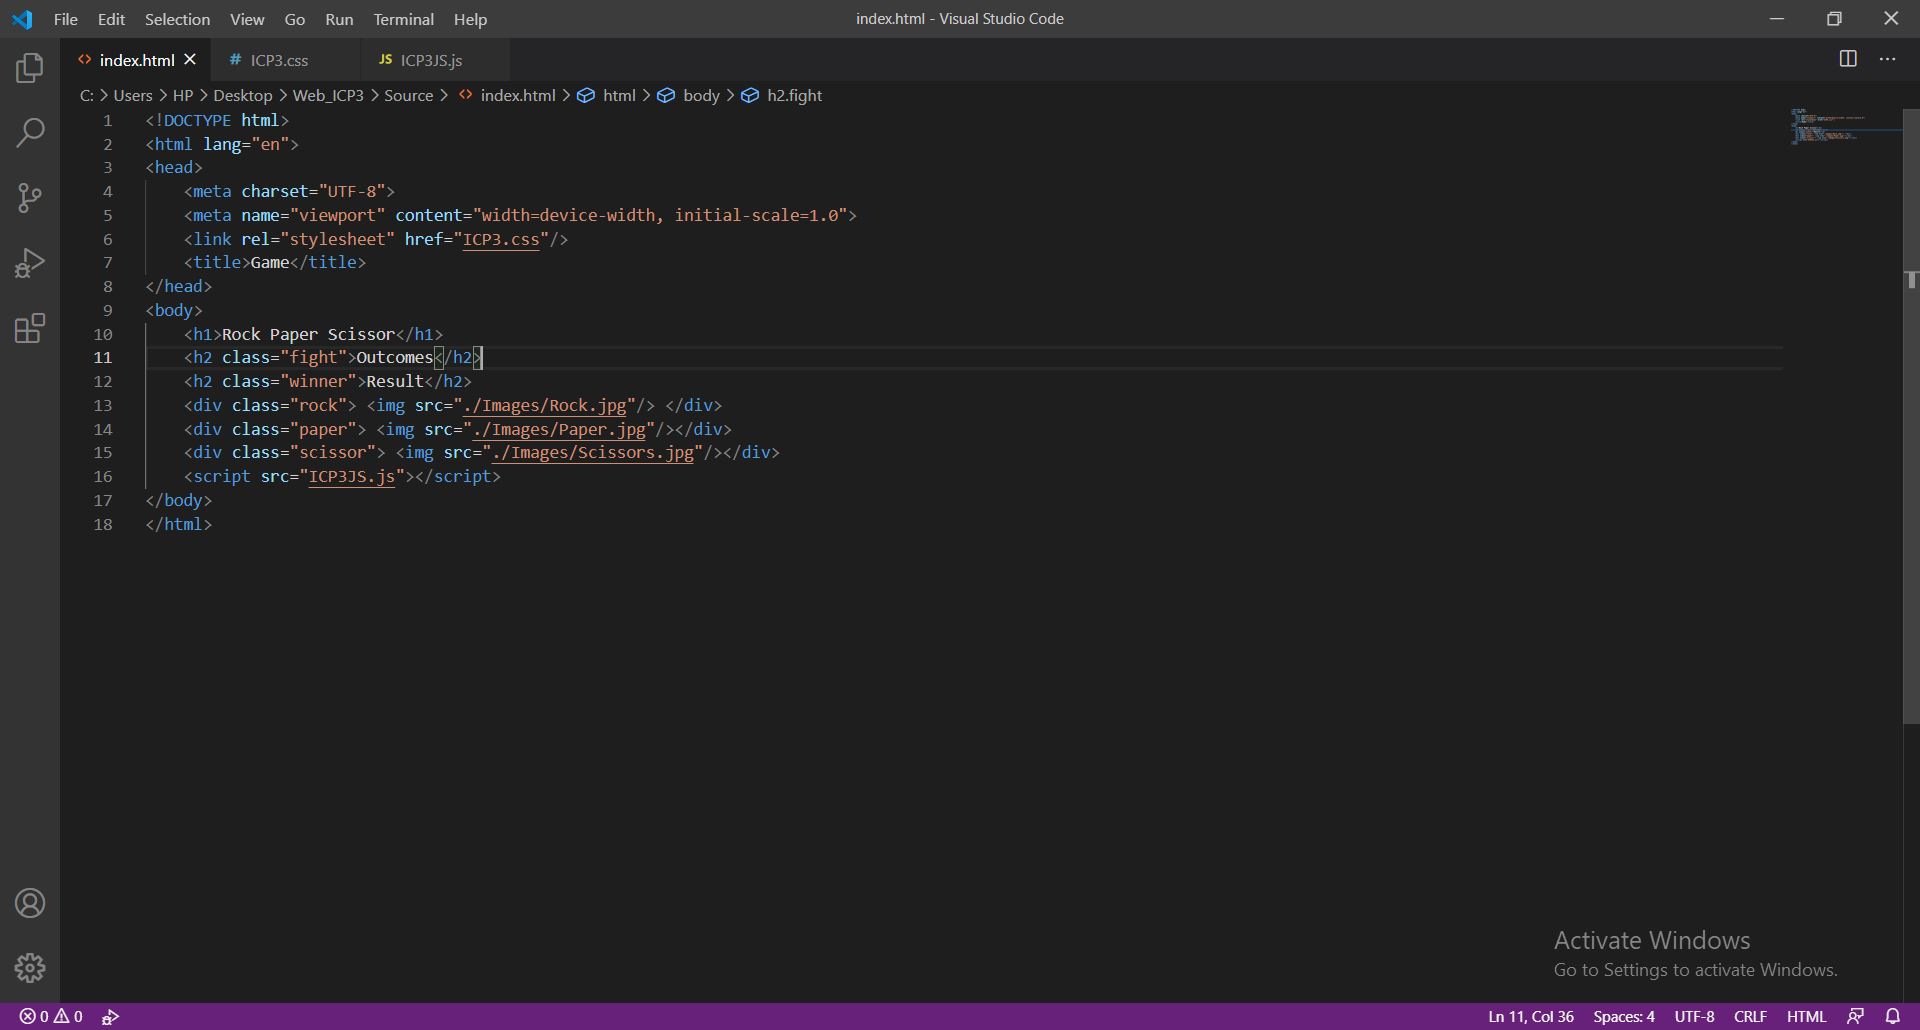 File Edit Selection View Go Run Terminal Help index.html - Visual Studio Code
<> index.html # ICP3.css JS ICP3JS.js
C: > Users > HP > Desktop > Web_ICP3 > Source > <> index.html > html > body > h2.fight
1 <!DOCTYPE html>
2 <html lang="en">
3 <head>
4     <meta charset="UTF-8">
5     <meta name="viewport" content="width=device-width, initial-scale=1.0">
6     <link rel="stylesheet" href="ICP3.css"/>
7     <title>Game</title>
8 </head>
9 <body>
10     <h1>Rock Paper Scissor</h1>
11     <h2 class="fight">Outcomes</h2>
12     <h2 class="winner">Result</h2>
13     <div class="rock"> <img src="./Images/Rock.jpg"/> </div>
14     <div class="paper"> <img src="./Images/Paper.jpg"/></div>
15     <div class="scissor"> <img src="./Images/Scissors.jpg"/></div>
16     <script src="ICP3JS.js"></script>
17 </body>
18 </html>
Activate Windows
Go to Settings to activate Windows.
0 0 Ln 11, Col 36 Spaces: 4 UTF-8 CRLF HTML